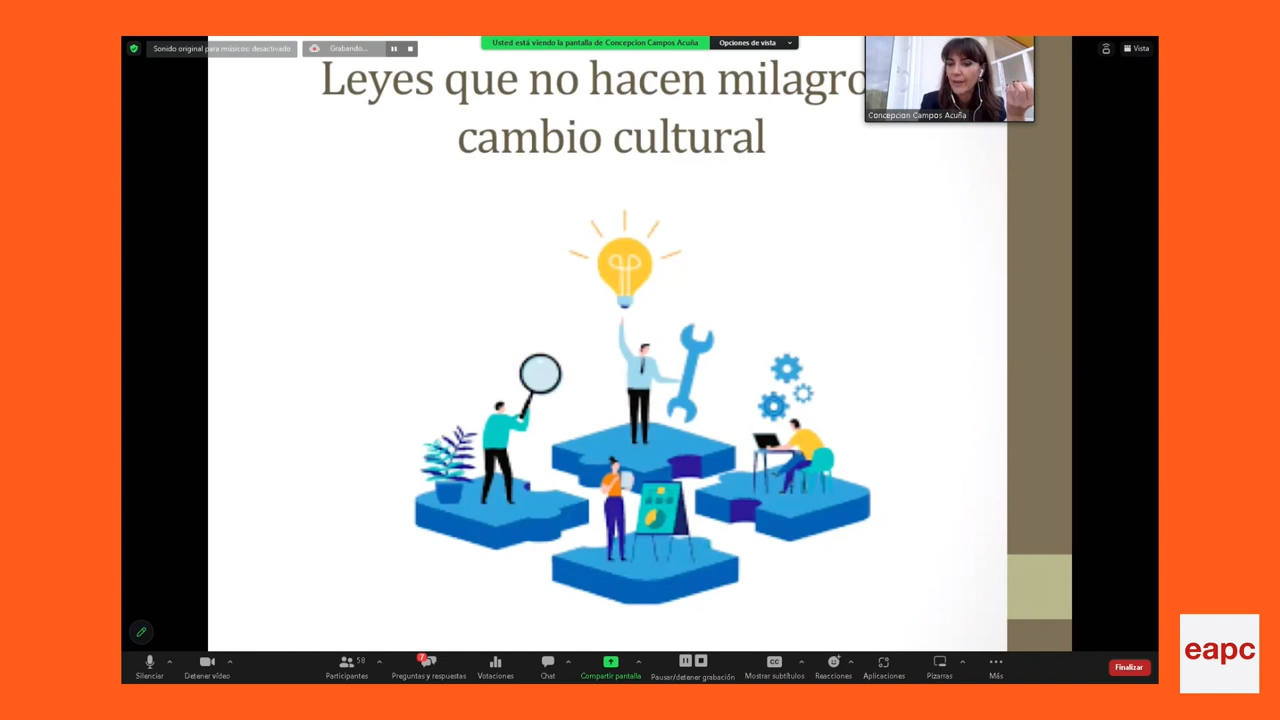 Sonido original para músicos: desactivado
Grabando...
Usted está viendo la pantalla de Concepcion Campos Acuña
Opciones de vista
Vista
Leyes que no hacen milagro
cambio cultural
Concepcion Campos Acuña
58
7
CC
Silenciar
Detener vídeo
Participantes
Preguntas y respuestas
Votaciones
Chat
Compartir pantalla
Pausar/detener grabación
Mostrar subtítulos
Reacciones
Aplicaciones
Pizarras
Más
Finalizar
eapc